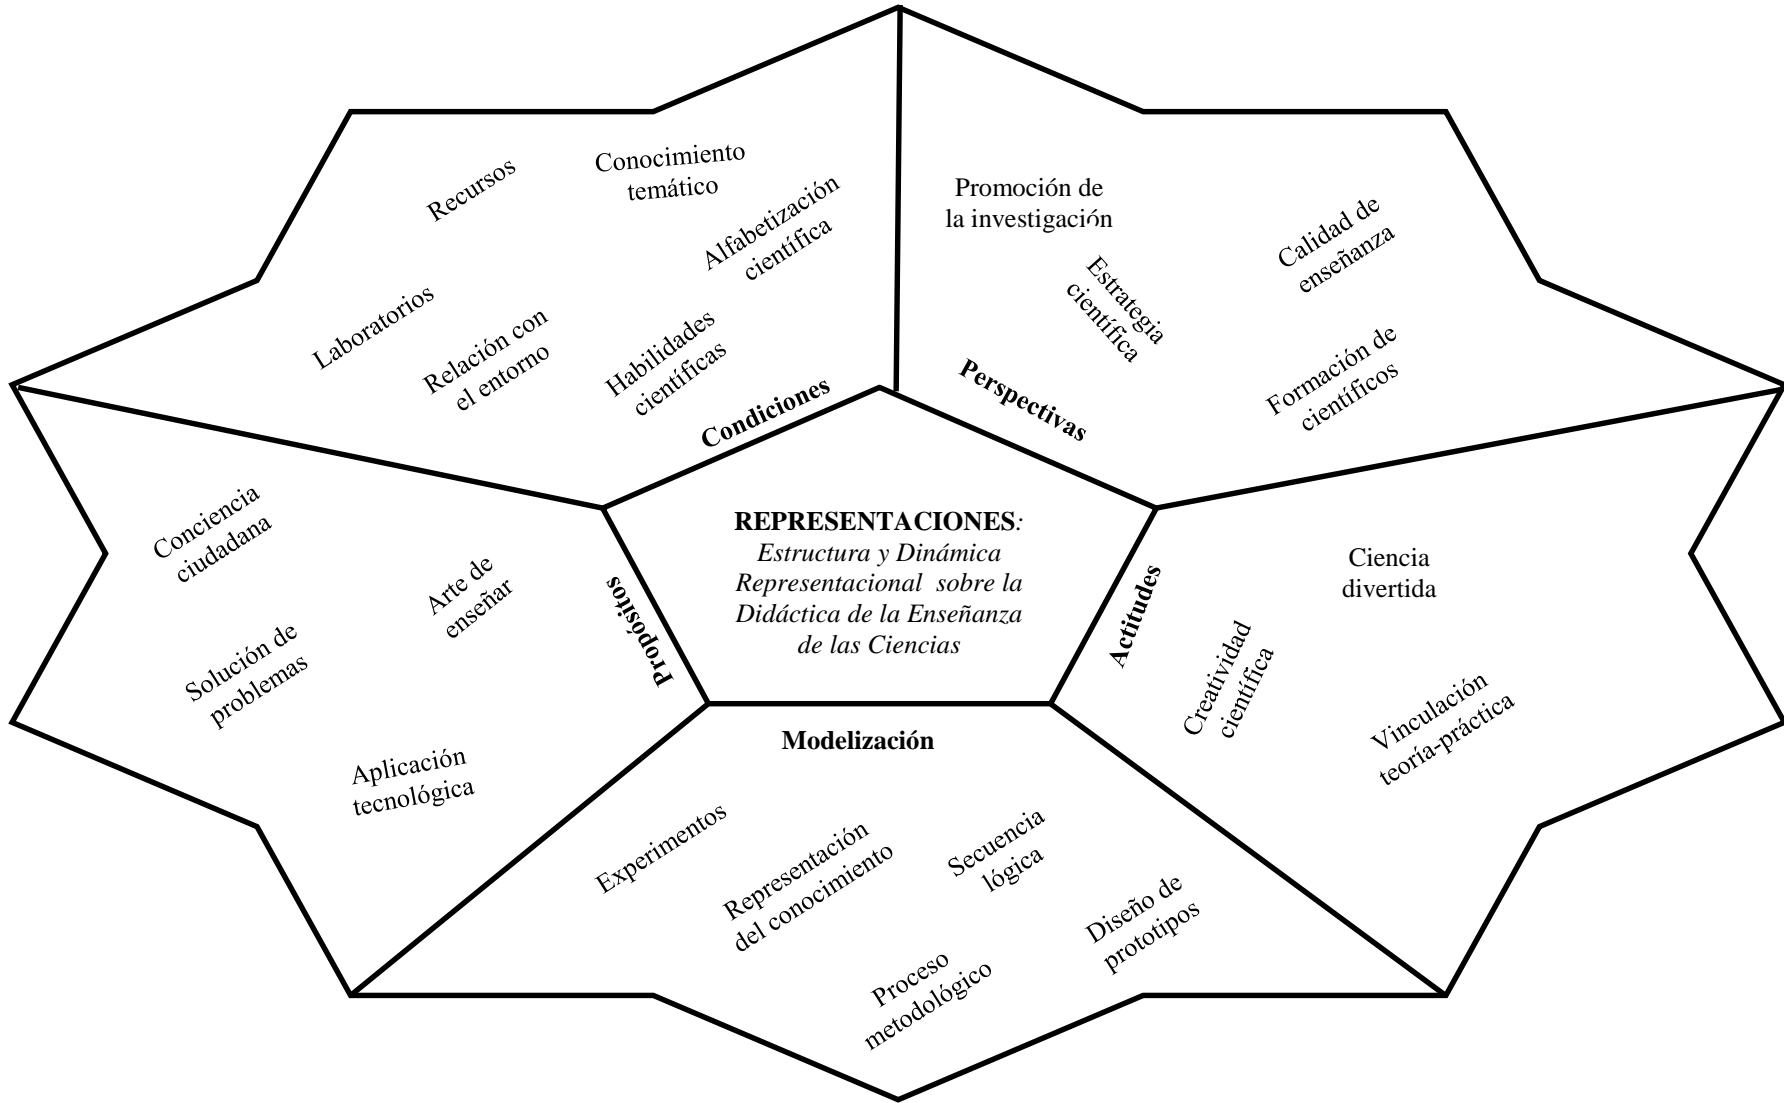 Recursos
Conocimiento
temático
Alfabetización
científica
Laboratorios
Relación con
el entorno
Habilidades
científicas
Condiciones
Promoción de
la investigación
Estrategia
científica
Calidad de
enseñanza
Formación de
científicos
Perspectivas
Conciencia
ciudadana
Arte de
enseñar
Solución de
problemas
Aplicación
tecnológica
Propósitos
REPRESENTACIONES:
Estructura y Dinámica
Representacional sobre la
Didáctica de la Enseñanza
de las Ciencias
Actitudes
Ciencia
divertida
Creatividad
científica
Vinculación
teoría-práctica
Modelización
Experimentos
Representación
del conocimiento
Secuencia
lógica
Diseño de
prototipos
Proceso
metodológico